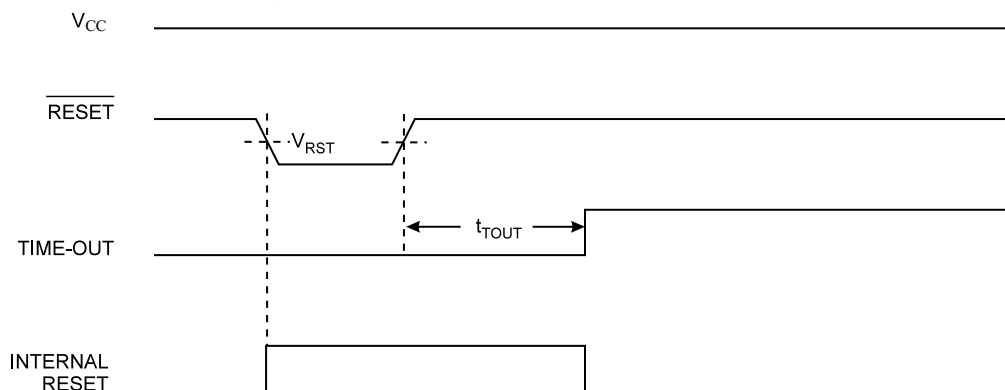 VCC
RESET
VRST
tTOUT
TIME-OUT
INTERNAL
RESET